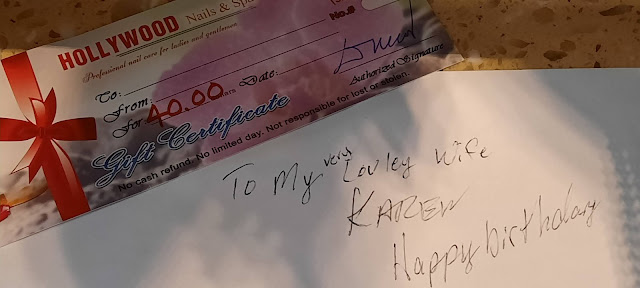 HOLLYWOOD Nails & Spa
Professional nail care for ladies and gentlemen
No.
To:
From:
For 40.00 Date:
Authorized Signature
Gift Certificate
No cash refund. No limited day. Not responsible for lost or stolen.
To My very Lovley wife
KAREN
Happy birthday